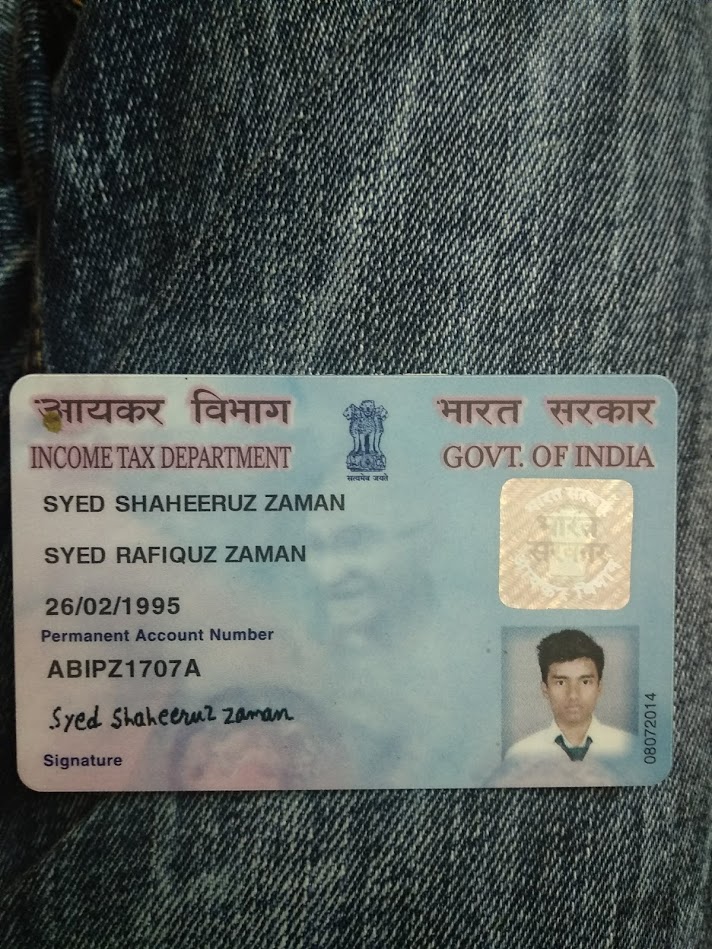 आयकर विभाग
भारत सरकार
INCOME TAX DEPARTMENT
GOVT. OF INDIA
सत्यमेव जयते
SYED SHAHEERUZ ZAMAN
SYED RAFIQUZ ZAMAN
26/02/1995
Permanent Account Number
ABIPZ1707A
Syed Shaheeruz Zaman
Signature
भारत सरकार
08072014